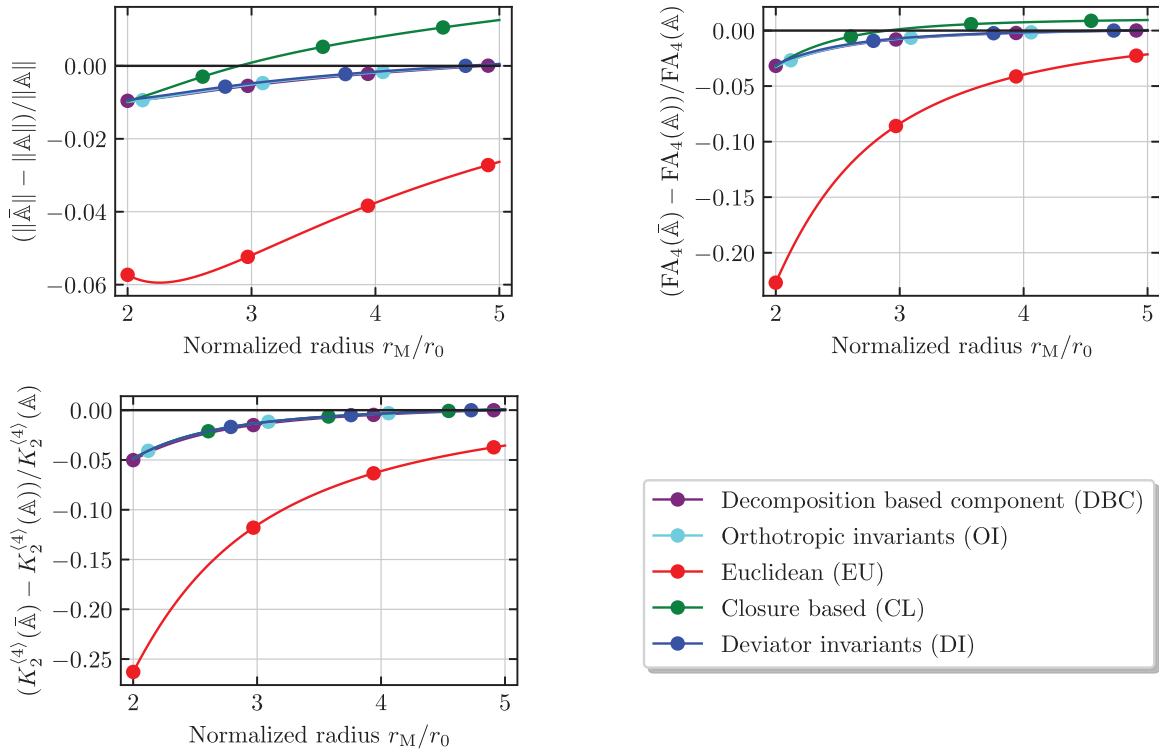 (‖𝔸̄‖ − ‖𝔸‖)/‖𝔸‖
0.00
−0.02
−0.04
−0.06
2 3 4 5
Normalized radius r_M/r_0
(FA_4(𝔸̄) − FA_4(𝔸))/FA_4(𝔸)
0.00
−0.05
−0.10
−0.15
−0.20
2 3 4 5
Normalized radius r_M/r_0
(K_2^⟨4⟩(𝔸̄) − K_2^⟨4⟩(𝔸))/K_2^⟨4⟩(𝔸)
0.00
−0.05
−0.10
−0.15
−0.20
−0.25
2 3 4 5
Normalized radius r_M/r_0
Decomposition based component (DBC)
Orthotropic invariants (OI)
Euclidean (EU)
Closure based (CL)
Deviator invariants (DI)